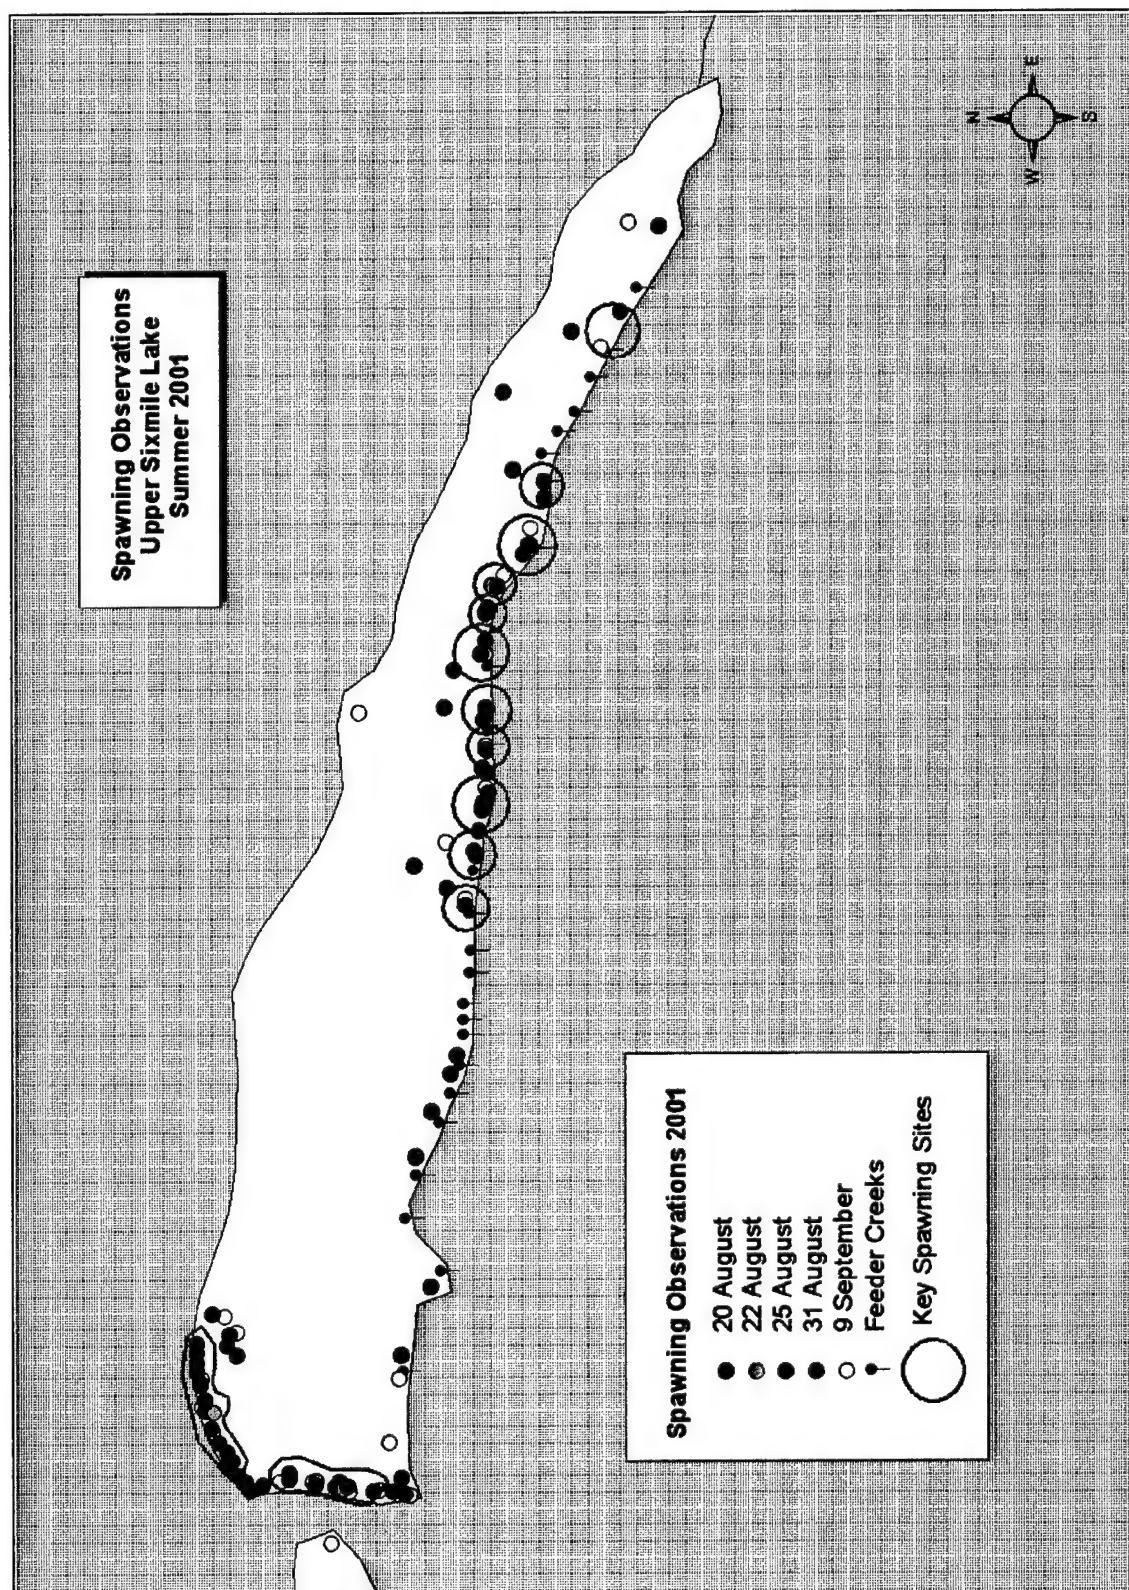 Spawning Observations
Upper Sixmile Lake
Summer 2001
N
W
E
S
Spawning Observations 2001
20 August
22 August
25 August
31 August
9 September
Feeder Creeks
Key Spawning Sites